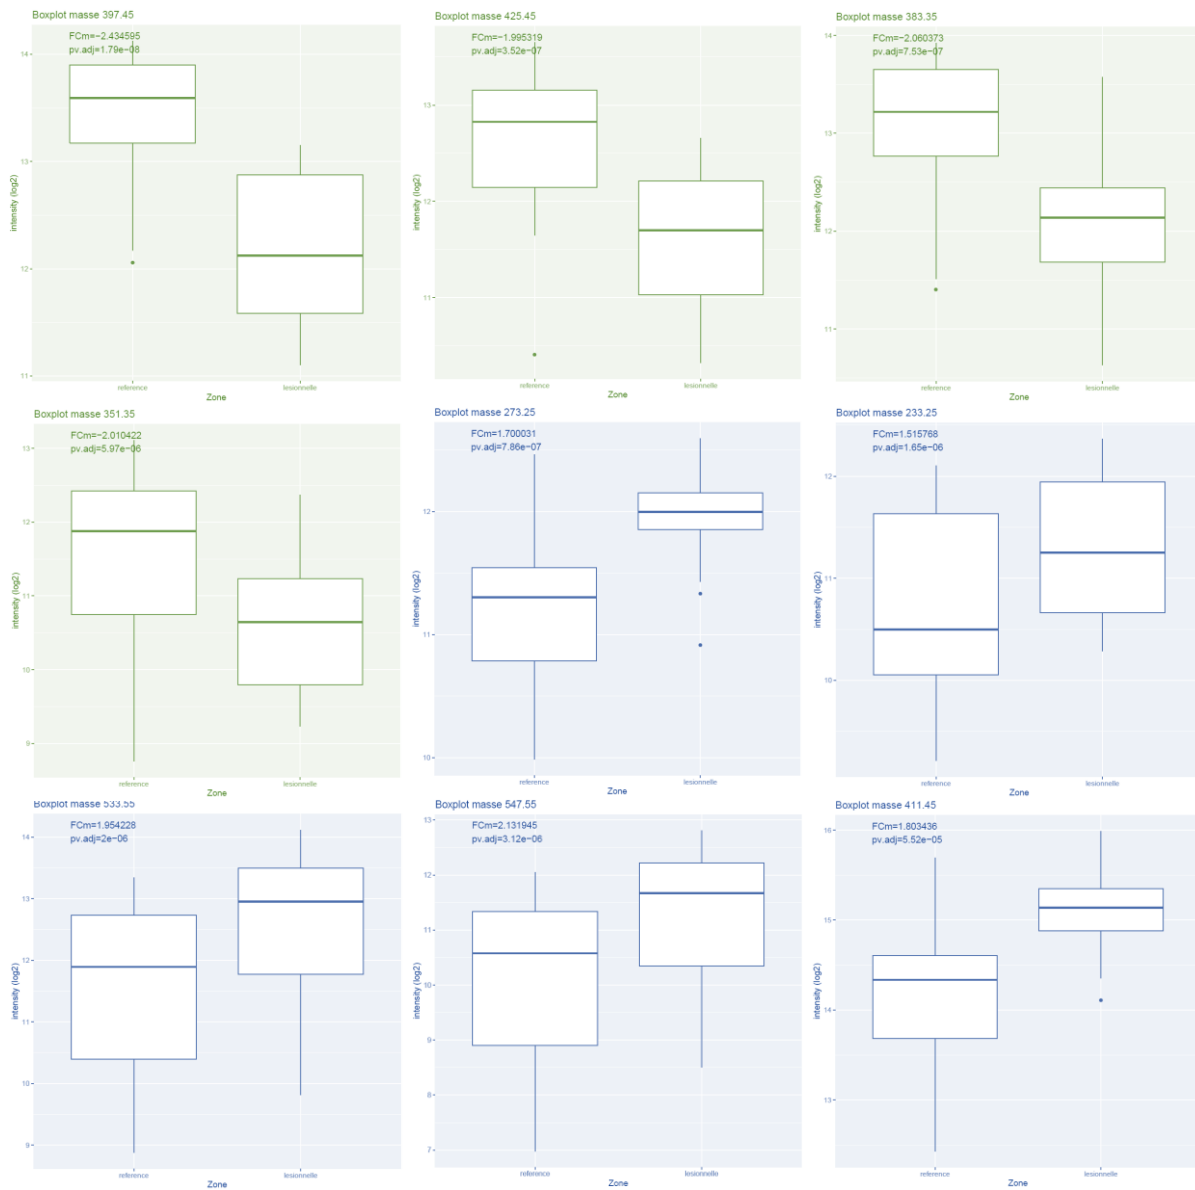 Boxplot masse 397.45
FCm=−2.434595
pv.adj=1.79e−08
14
13
12
11
intensity (log2)
reference
lesionnelle
Zone
Boxplot masse 425.45
FCm=−1.995319
pv.adj=3.52e−07
13
12
11
intensity (log2)
reference
lesionnelle
Zone
Boxplot masse 383.35
FCm=−2.060373
pv.adj=7.53e−07
14
13
12
11
intensity (log2)
reference
lesionnelle
Zone
Boxplot masse 351.35
FCm=−2.010422
pv.adj=5.97e−06
13
12
11
10
9
intensity (log2)
reference
lesionnelle
Zone
Boxplot masse 273.25
FCm=1.700031
pv.adj=7.86e−07
12
11
10
intensity (log2)
reference
lesionnelle
Zone
Boxplot masse 233.25
FCm=1.515768
pv.adj=1.65e−06
12
11
10
intensity (log2)
reference
lesionnelle
Zone
Boxplot masse 533.55
FCm=1.954228
pv.adj=2e−06
14
13
12
11
10
9
intensity (log2)
reference
lesionnelle
Zone
Boxplot masse 547.55
FCm=2.131945
pv.adj=3.12e−06
13
12
11
10
9
8
7
intensity (log2)
reference
lesionnelle
Zone
Boxplot masse 411.45
FCm=1.803436
pv.adj=5.52e−05
16
15
14
13
intensity (log2)
reference
lesionnelle
Zone